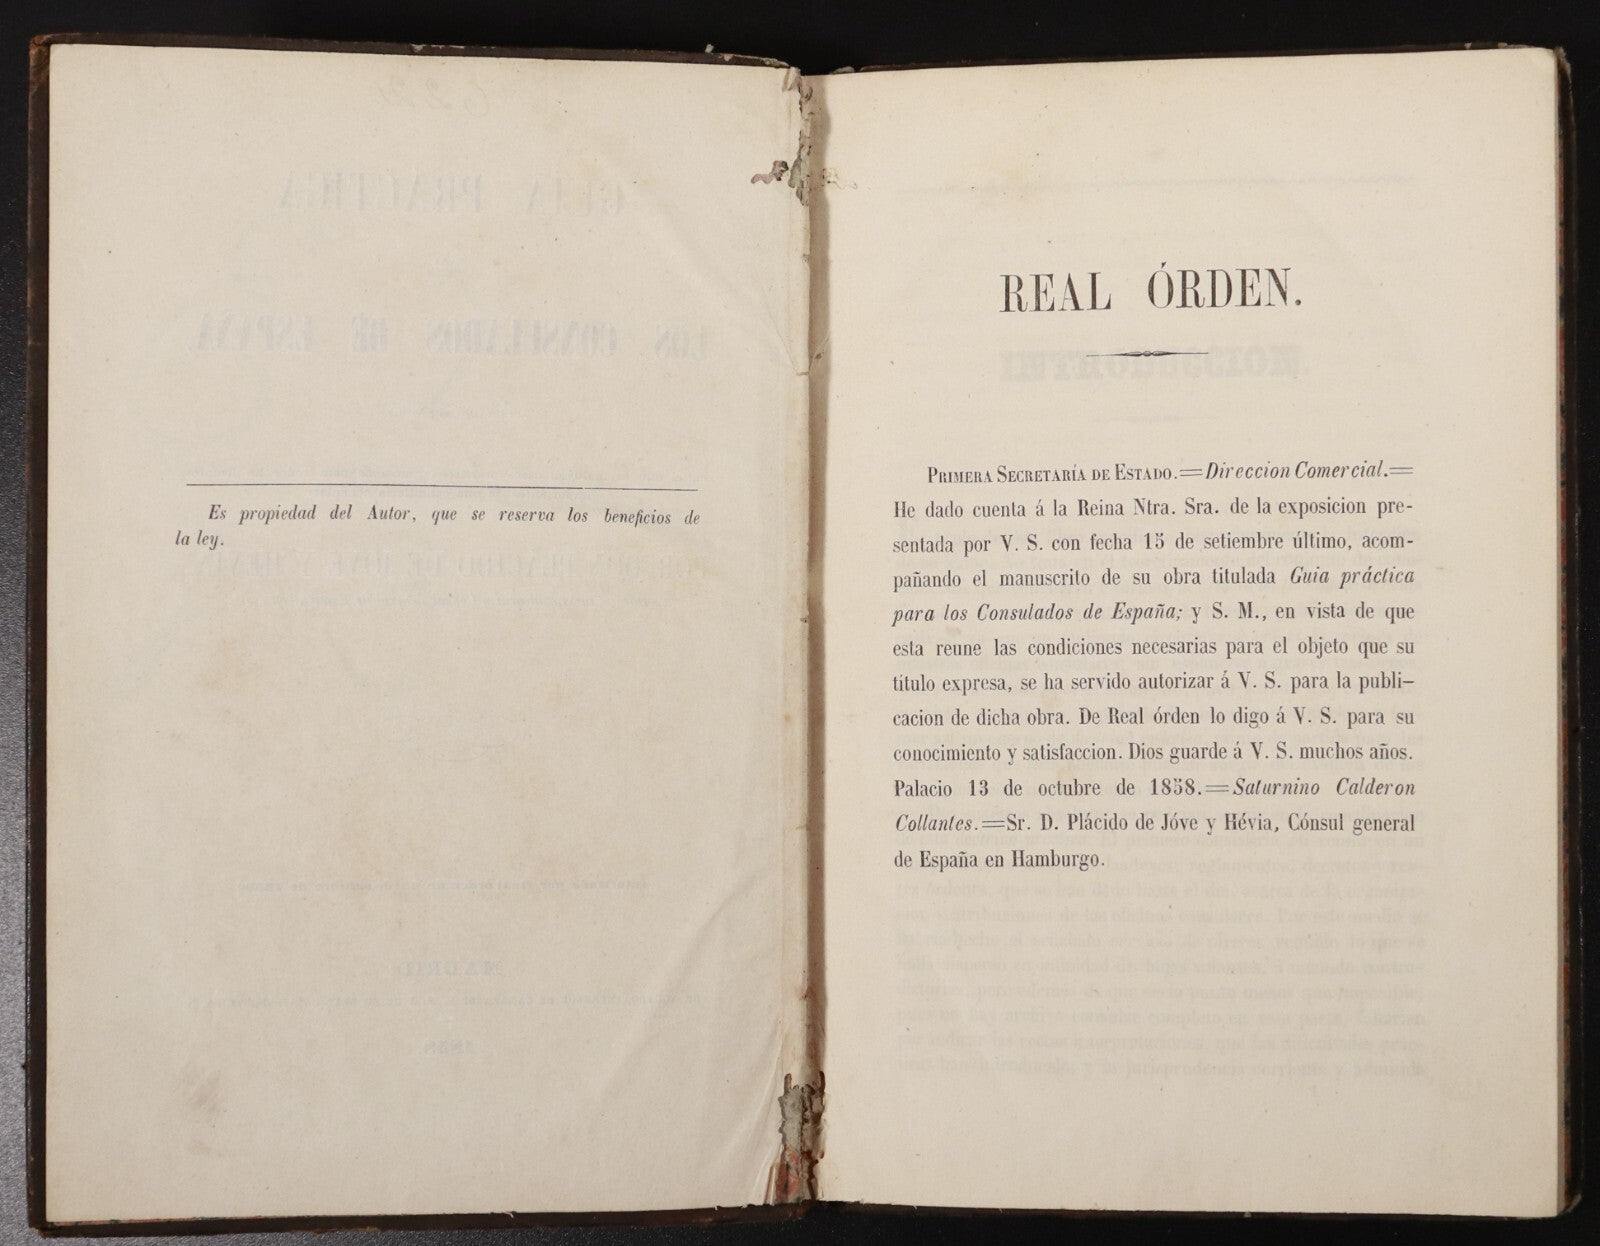 Es propiedad del Autor, que se reserva los beneficios de
la ley.
REAL ÓRDEN.
PRIMERA SECRETARÍA DE ESTADO.=Direccion Comercial.=
He dado cuenta á la Reina Ntra. Sra. de la exposicion pre-
sentada por V. S. con fecha 15 de setiembre último, acom-
pañando el manuscrito de su obra titulada Guia práctica
para los Consulados de España; y S. M., en vista de que
esta reune las condiciones necesarias para el objeto que su
título expresa, se ha servido autorizar á V. S. para la publi-
cacion de dicha obra. De Real órden lo digo á V. S. para su
conocimiento y satisfaccion. Dios guarde á V. S. muchos años.
Palacio 13 de octubre de 1858.=Saturnino Calderon
Collantes.=Sr. D. Plácido de Jóve y Hévia, Cónsul general
de España en Hamburgo.